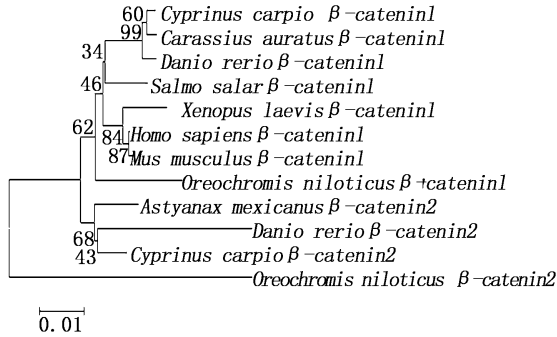 60 Cyprinus carpio β-catenin1
99 Carassius auratus β-catenin1
Danio rerio β-catenin1
34
Salmo salar β-catenin1
46
Xenopus laevis β-catenin1
62 84 Homo sapiens β-catenin1
87 Mus musculus β-catenin1
Oreochromis niloticus β-catenin1
Astyanax mexicanus β-catenin2
Danio rerio β-catenin2
68
43 Cyprinus carpio β-catenin2
Oreochromis niloticus β-catenin2
0.01